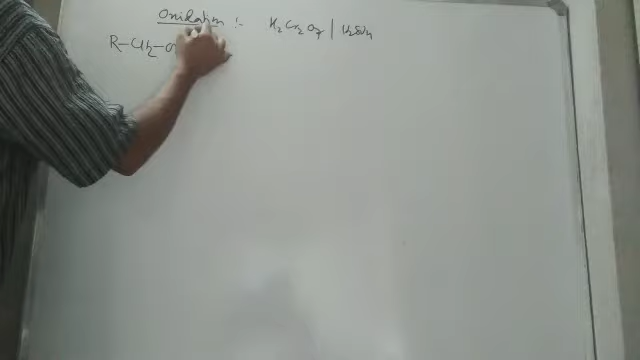 Oxidation :- K₂Cr₂O₇ | H₂SO₄
R-CH₂-O